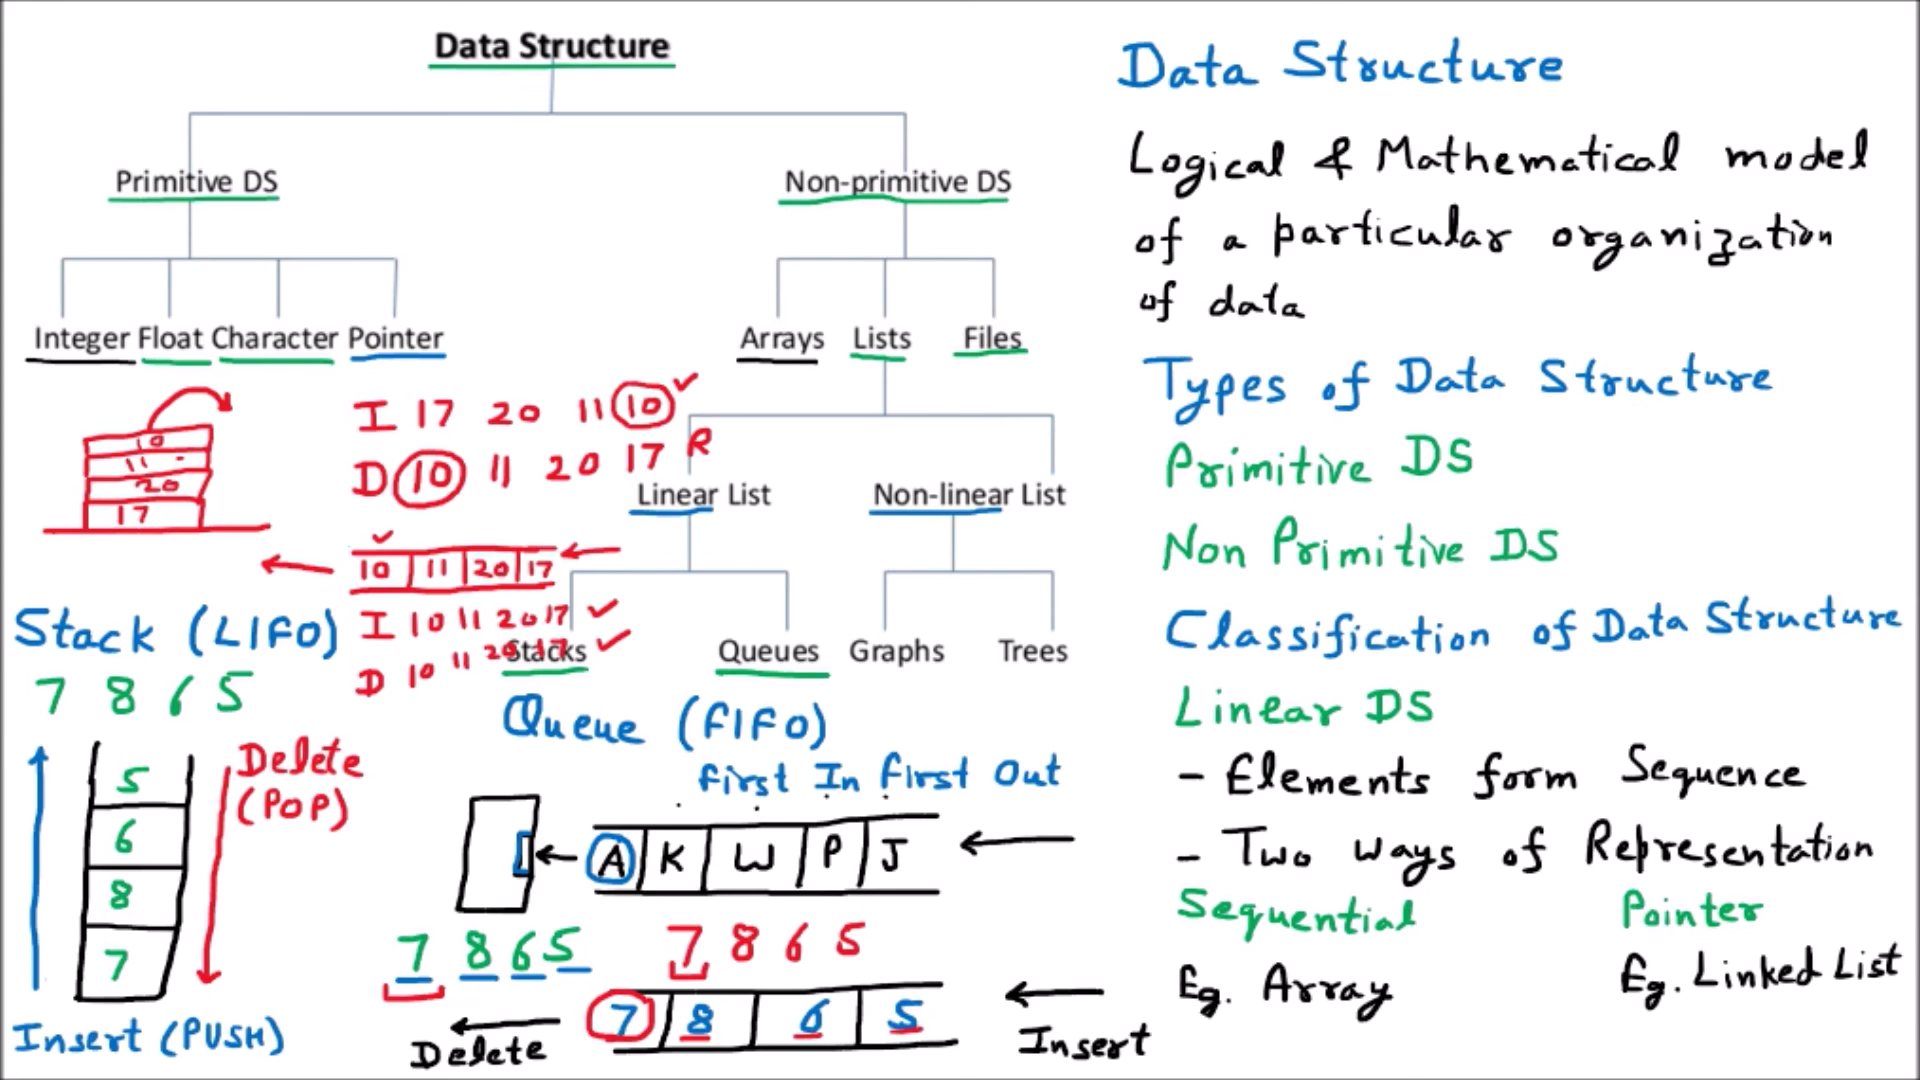 Data Structure
Primitive DS
Non-primitive DS
Integer Float Character Pointer
Arrays Lists Files
Linear List
Non-linear List
Stacks
Queues
Graphs
Trees
10
11
20
17
I 17 20 11 10
D 10 11 20 17 R
10 11 20 17
I 10 11 20 17
D 10 11 20 17
Stack (LIFO)
7 8 6 5
5
6
8
7
Delete
(POP)
Insert (PUSH)
Queue (FIFO)
First In First Out
A K W P J
7 8 6 5
7 8 6 5
7 8 6 5
Delete
Insert
Data Structure
Logical & Mathematical model
of a particular organization
of data
Types of Data Structure
Primitive DS
Non Primitive DS
Classification of Data Structure
Linear DS
- Elements form Sequence
- Two ways of Representation
Sequential Pointer
Eg. Array Eg. Linked List